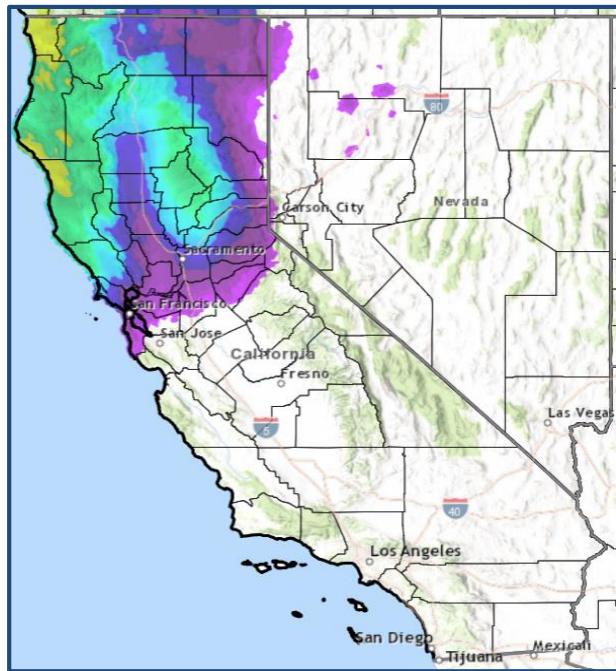 80
Nevada
Carson City
Sacramento
San Francisco
San Jose
California
Fresno
Las Vegas
5
40
Los Angeles
San Diego
Tijuana
Mexicali